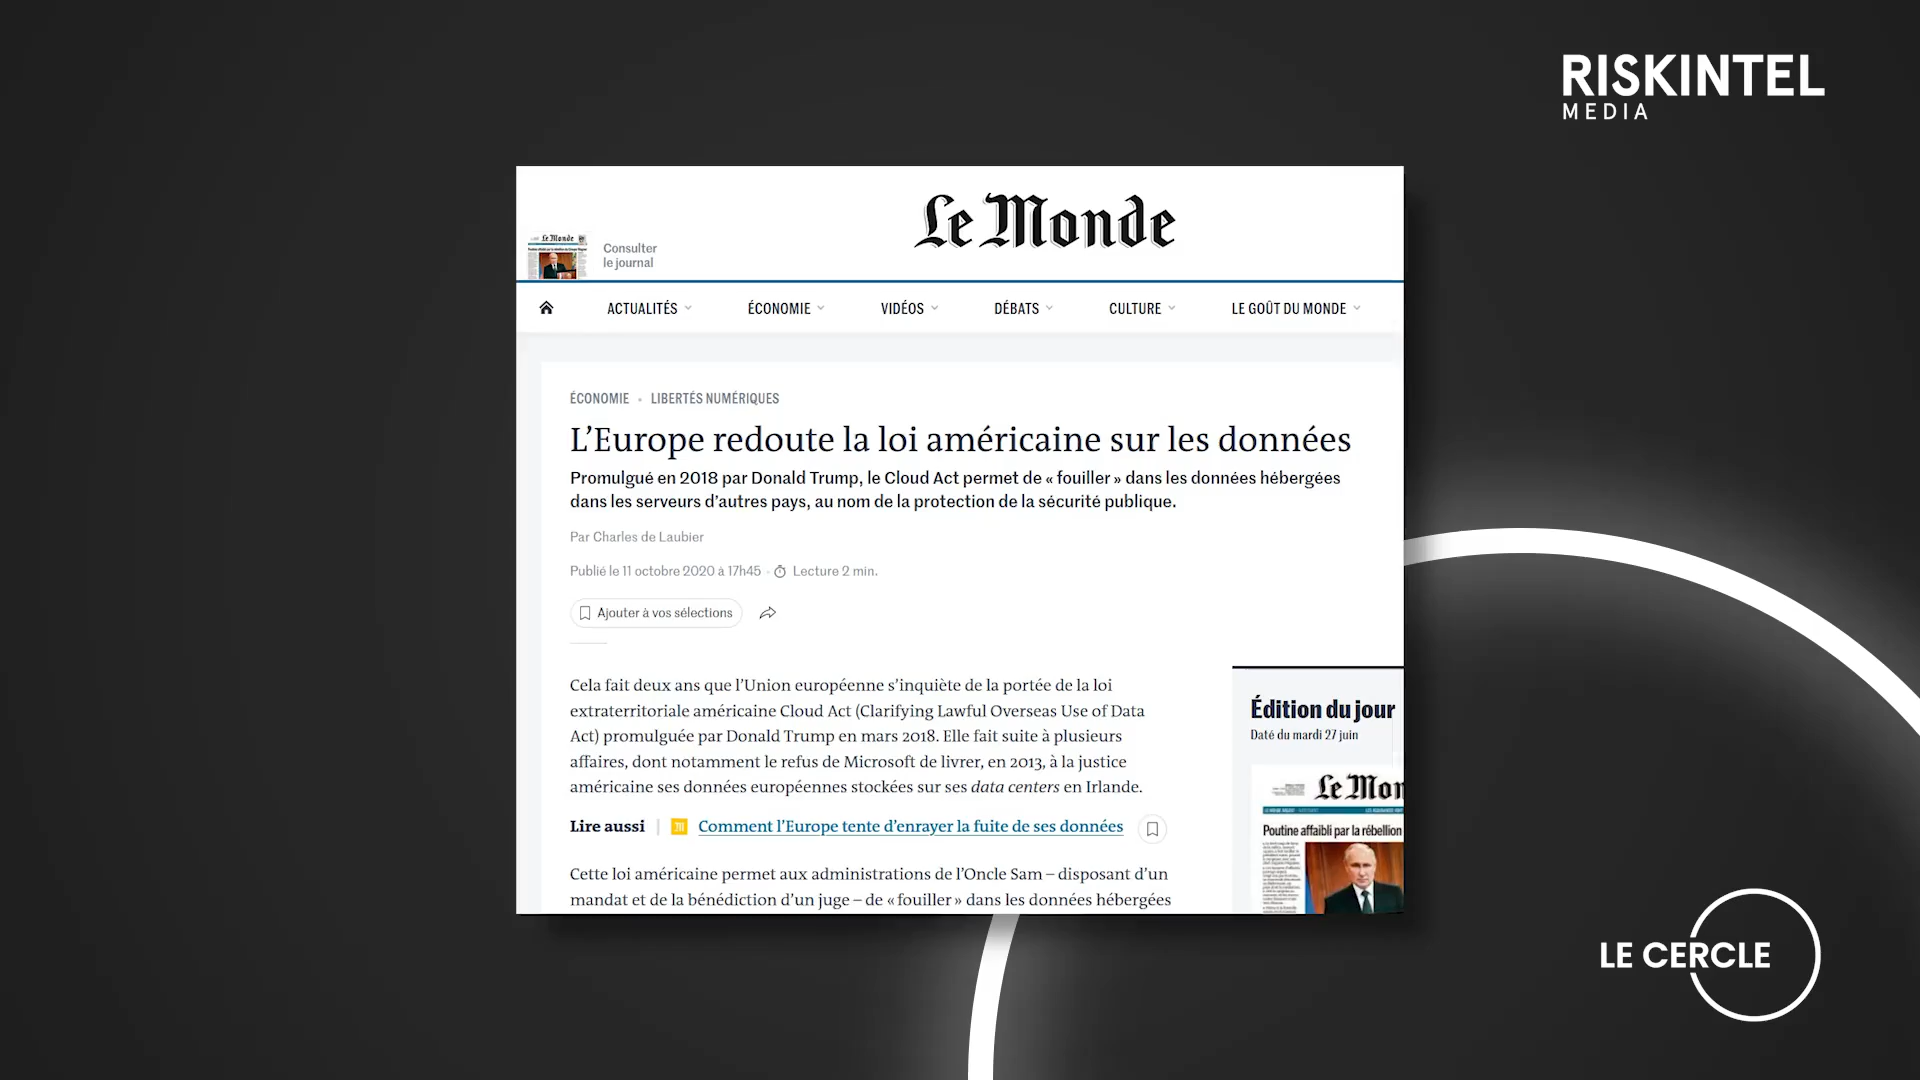 RISKINTEL
MEDIA
Le Monde
Le Monde
Consulter
le journal
ACTUALITÉS
ÉCONOMIE
VIDÉOS
DÉBATS
CULTURE
LE GOÛT DU MONDE
ÉCONOMIE • LIBERTÉS NUMÉRIQUES
L’Europe redoute la loi américaine sur les données
Promulgué en 2018 par Donald Trump, le Cloud Act permet de « fouiller » dans les données hébergées
dans les serveurs d’autres pays, au nom de la protection de la sécurité publique.
Par Charles de Laubier
Publié le 11 octobre 2020 à 17h45 · Lecture 2 min.
Ajouter à vos sélections
Cela fait deux ans que l’Union européenne s’inquiète de la portée de la loi
extraterritoriale américaine Cloud Act (Clarifying Lawful Overseas Use of Data
Act) promulguée par Donald Trump en mars 2018. Elle fait suite à plusieurs
affaires, dont notamment le refus de Microsoft de livrer, en 2013, à la justice
américaine ses données européennes stockées sur ses data centers en Irlande.
Lire aussi | Comment l’Europe tente d’enrayer la fuite de ses données
Cette loi américaine permet aux administrations de l’Oncle Sam – disposant d’un
mandat et de la bénédiction d’un juge – de « fouiller » dans les données hébergées
Édition du jour
Daté du mardi 27 juin
Le Mon
Poutine affaibli par la rébellion
LE CERCLE